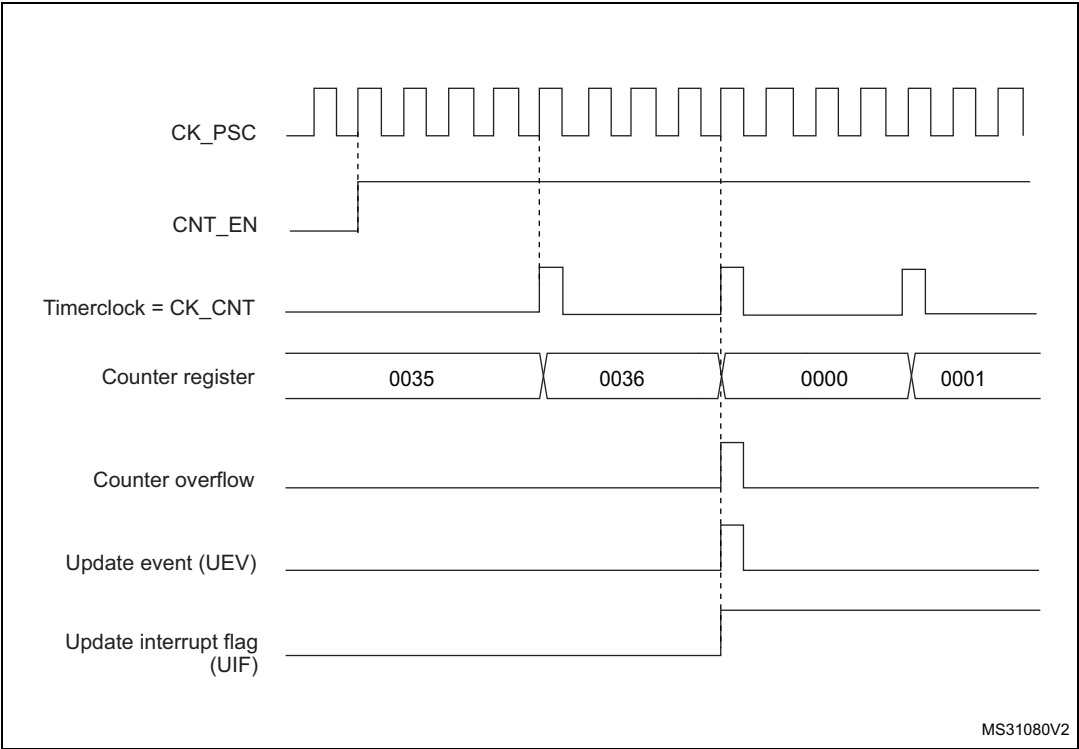 CK_PSC
CNT_EN
Timerclock = CK_CNT
Counter register
0035
0036
0000
0001
Counter overflow
Update event (UEV)
Update interrupt flag
(UIF)
MS31080V2